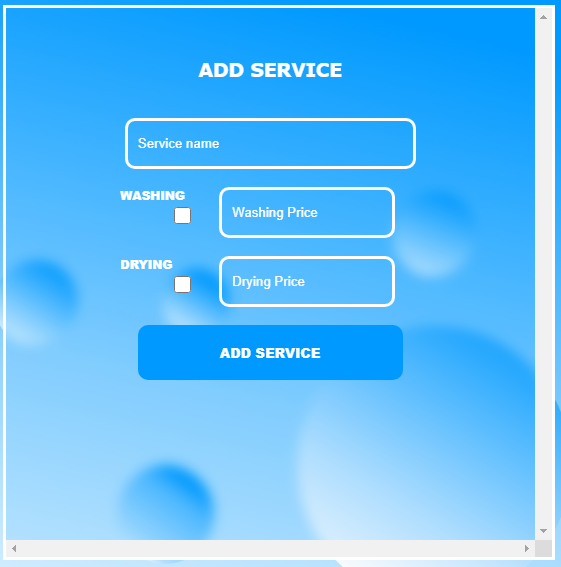 ADD SERVICE
Service name
WASHING
Washing Price
DRYING
Drying Price
ADD SERVICE